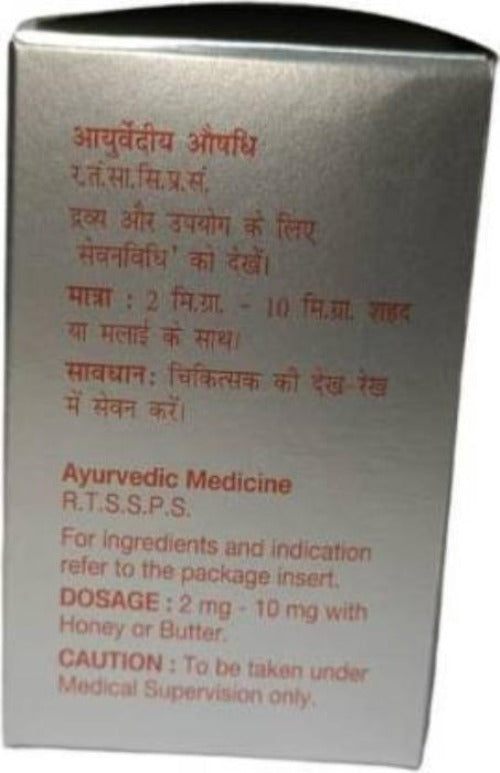 आयुर्वेदीय औषधि
र.तं.सा.सि.प्र.सं.
द्रव्य और उपयोग के लिए
'सेवनविधि' को देखें।
मात्रा : 2 मि.ग्रा. - 10 मि.ग्रा. शहद
या मलाई के साथ।
सावधान: चिकित्सक की देख-रेख
में सेवन करें।
Ayurvedic Medicine
R.T.S.S.P.S.
For ingredients and indication
refer to the package insert.
DOSAGE : 2 mg - 10 mg with
Honey or Butter.
CAUTION : To be taken under
Medical Supervision only.